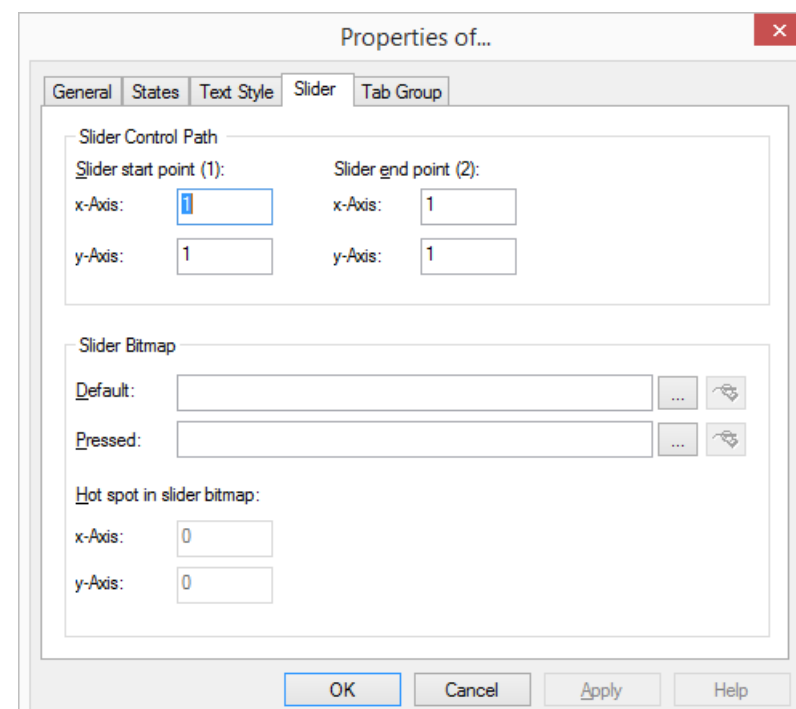 Properties of...
General States Text Style Slider Tab Group
Slider Control Path
Slider start point (1): Slider end point (2):
x-Axis: 1 x-Axis: 1
y-Axis: 1 y-Axis: 1
Slider Bitmap
Default: ...
Pressed: ...
Hot spot in slider bitmap:
x-Axis: 0
y-Axis: 0
OK Cancel Apply Help